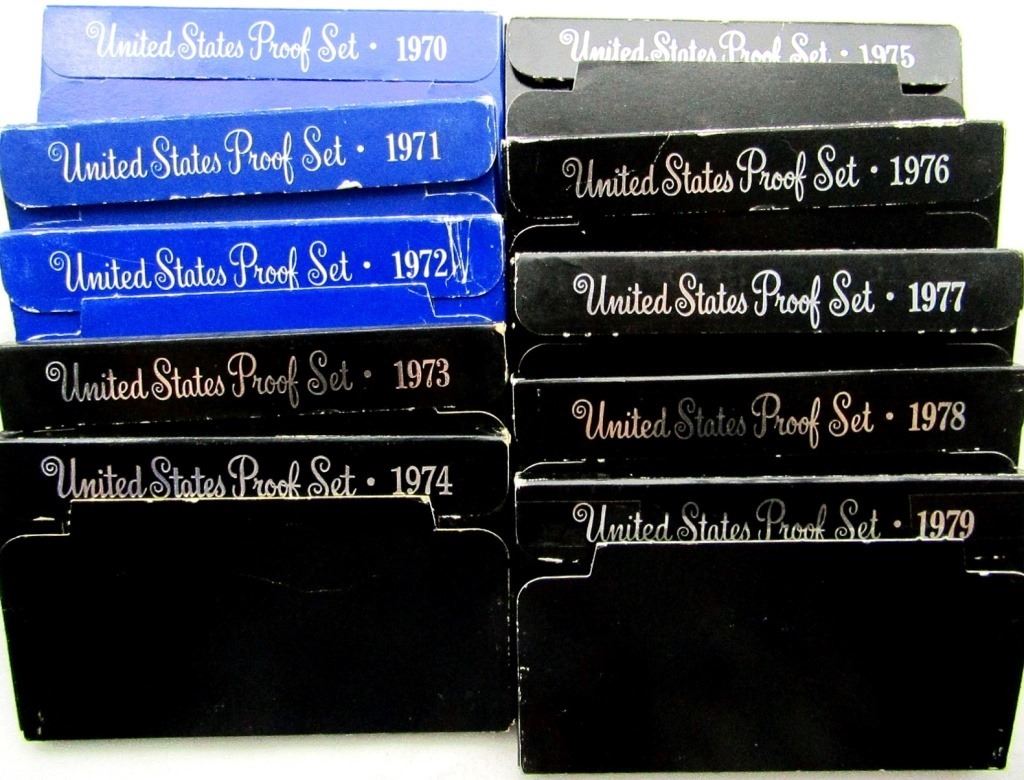 United States Proof Set · 1970
United States Proof Set · 1971
United States Proof Set · 1972
United States Proof Set · 1973
United States Proof Set · 1974
United States Proof Set · 1975
United States Proof Set · 1976
United States Proof Set · 1977
United States Proof Set · 1978
United States Proof Set · 1979